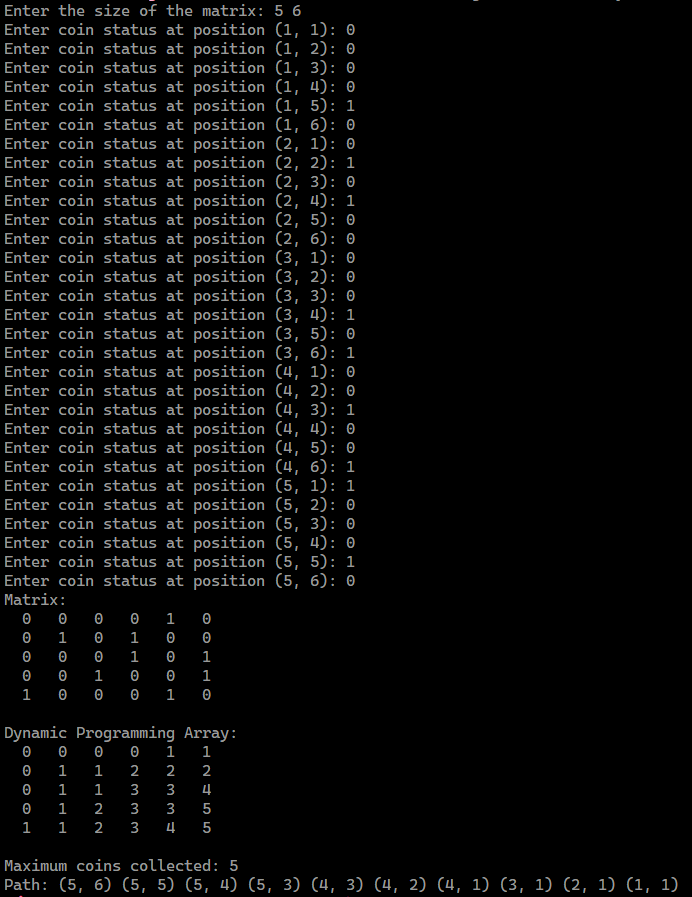 Enter the size of the matrix: 5 6
Enter coin status at position (1, 1): 0
Enter coin status at position (1, 2): 0
Enter coin status at position (1, 3): 0
Enter coin status at position (1, 4): 0
Enter coin status at position (1, 5): 1
Enter coin status at position (1, 6): 0
Enter coin status at position (2, 1): 0
Enter coin status at position (2, 2): 1
Enter coin status at position (2, 3): 0
Enter coin status at position (2, 4): 1
Enter coin status at position (2, 5): 0
Enter coin status at position (2, 6): 0
Enter coin status at position (3, 1): 0
Enter coin status at position (3, 2): 0
Enter coin status at position (3, 3): 0
Enter coin status at position (3, 4): 1
Enter coin status at position (3, 5): 0
Enter coin status at position (3, 6): 1
Enter coin status at position (4, 1): 0
Enter coin status at position (4, 2): 0
Enter coin status at position (4, 3): 1
Enter coin status at position (4, 4): 0
Enter coin status at position (4, 5): 0
Enter coin status at position (4, 6): 1
Enter coin status at position (5, 1): 1
Enter coin status at position (5, 2): 0
Enter coin status at position (5, 3): 0
Enter coin status at position (5, 4): 0
Enter coin status at position (5, 5): 1
Enter coin status at position (5, 6): 0
Matrix:
0 0 0 0 1 0
0 1 0 1 0 0
0 0 0 1 0 1
0 0 1 0 0 1
1 0 0 0 1 0
Dynamic Programming Array:
0 0 0 0 1 1
0 1 1 2 2 2
0 1 1 3 3 4
0 1 2 3 3 5
1 1 2 3 4 5
Maximum coins collected: 5
Path: (5, 6) (5, 5) (5, 4) (5, 3) (4, 3) (4, 2) (4, 1) (3, 1) (2, 1) (1, 1)